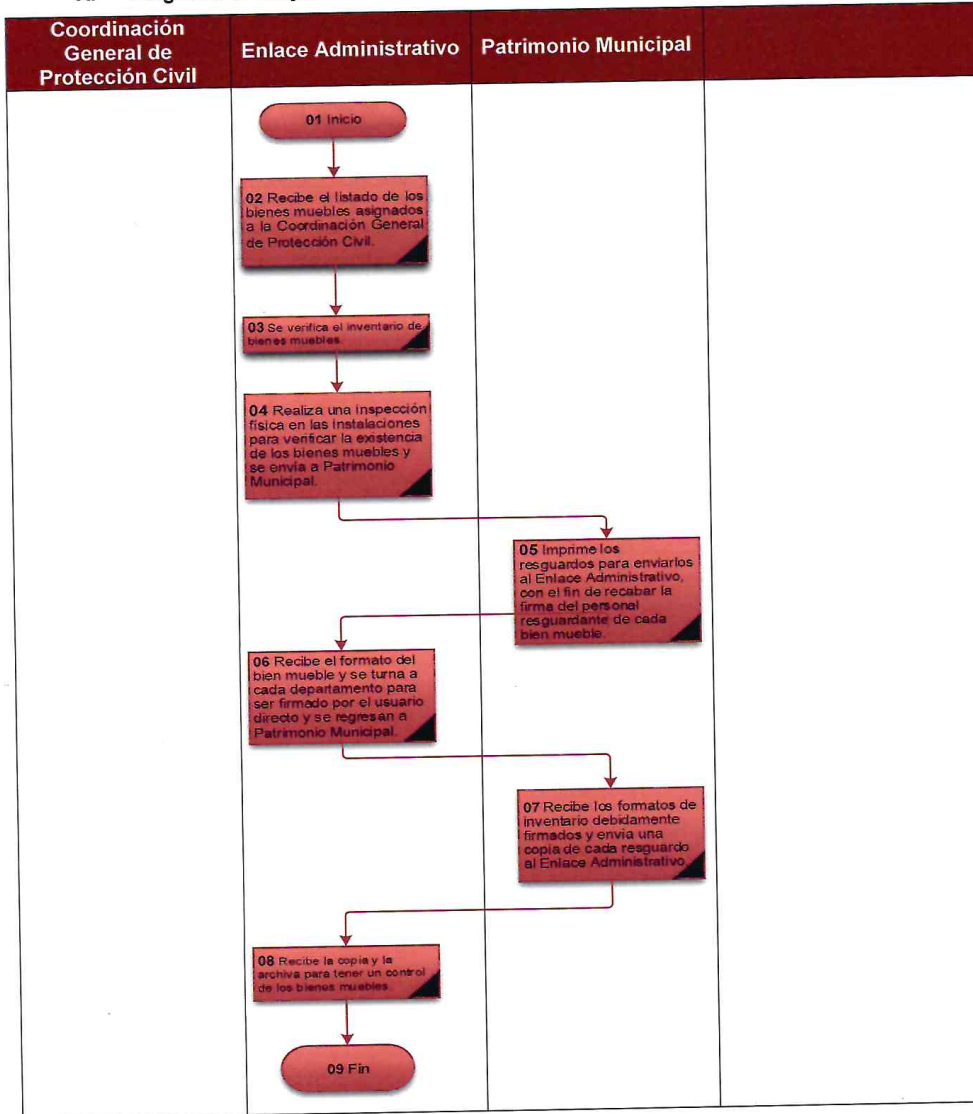 Coordinación
General de
Protección Civil
Enlace Administrativo
Patrimonio Municipal
01 Inicio
02 Recibe el listado de los
bienes muebles asignados
a la Coordinación General
de Protección Civil.
03 Se verifica el inventario de
bienes muebles.
04 Realiza una inspección
física en las instalaciones
para verificar la existencia
de los bienes muebles y
se envía a Patrimonio
Municipal.
05 Imprime los
resguardos para enviarlos
al Enlace Administrativo,
con el fin de recabar la
firma del personal
resguardante de cada
bien mueble.
06 Recibe el formato del
bien mueble y se turna a
cada departamento para
ser firmado por el usuario
directo y se regresan a
Patrimonio Municipal.
07 Recibe los formatos de
inventario debidamente
firmados y envía una
copia de cada resguardo
al Enlace Administrativo.
08 Recibe la copia y la
archiva para tener un control
de los bienes muebles.
09 Fin